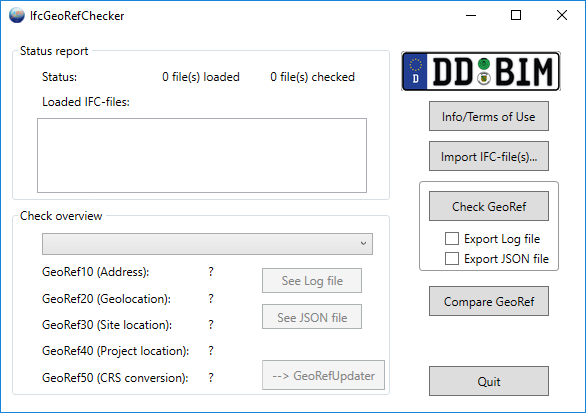 IfcGeoRefChecker
Status report
Status: 0 file(s) loaded 0 file(s) checked
Loaded IFC-files:
D DD BIM
Info/Terms of Use
Import IFC-file(s)...
Check GeoRef
Export Log file
Export JSON file
Compare GeoRef
Quit
Check overview
GeoRef10 (Address): ?
GeoRef20 (Geolocation): ?
GeoRef30 (Site location): ?
GeoRef40 (Project location): ?
GeoRef50 (CRS conversion): ?
See Log file
See JSON file
--> GeoRefUpdater